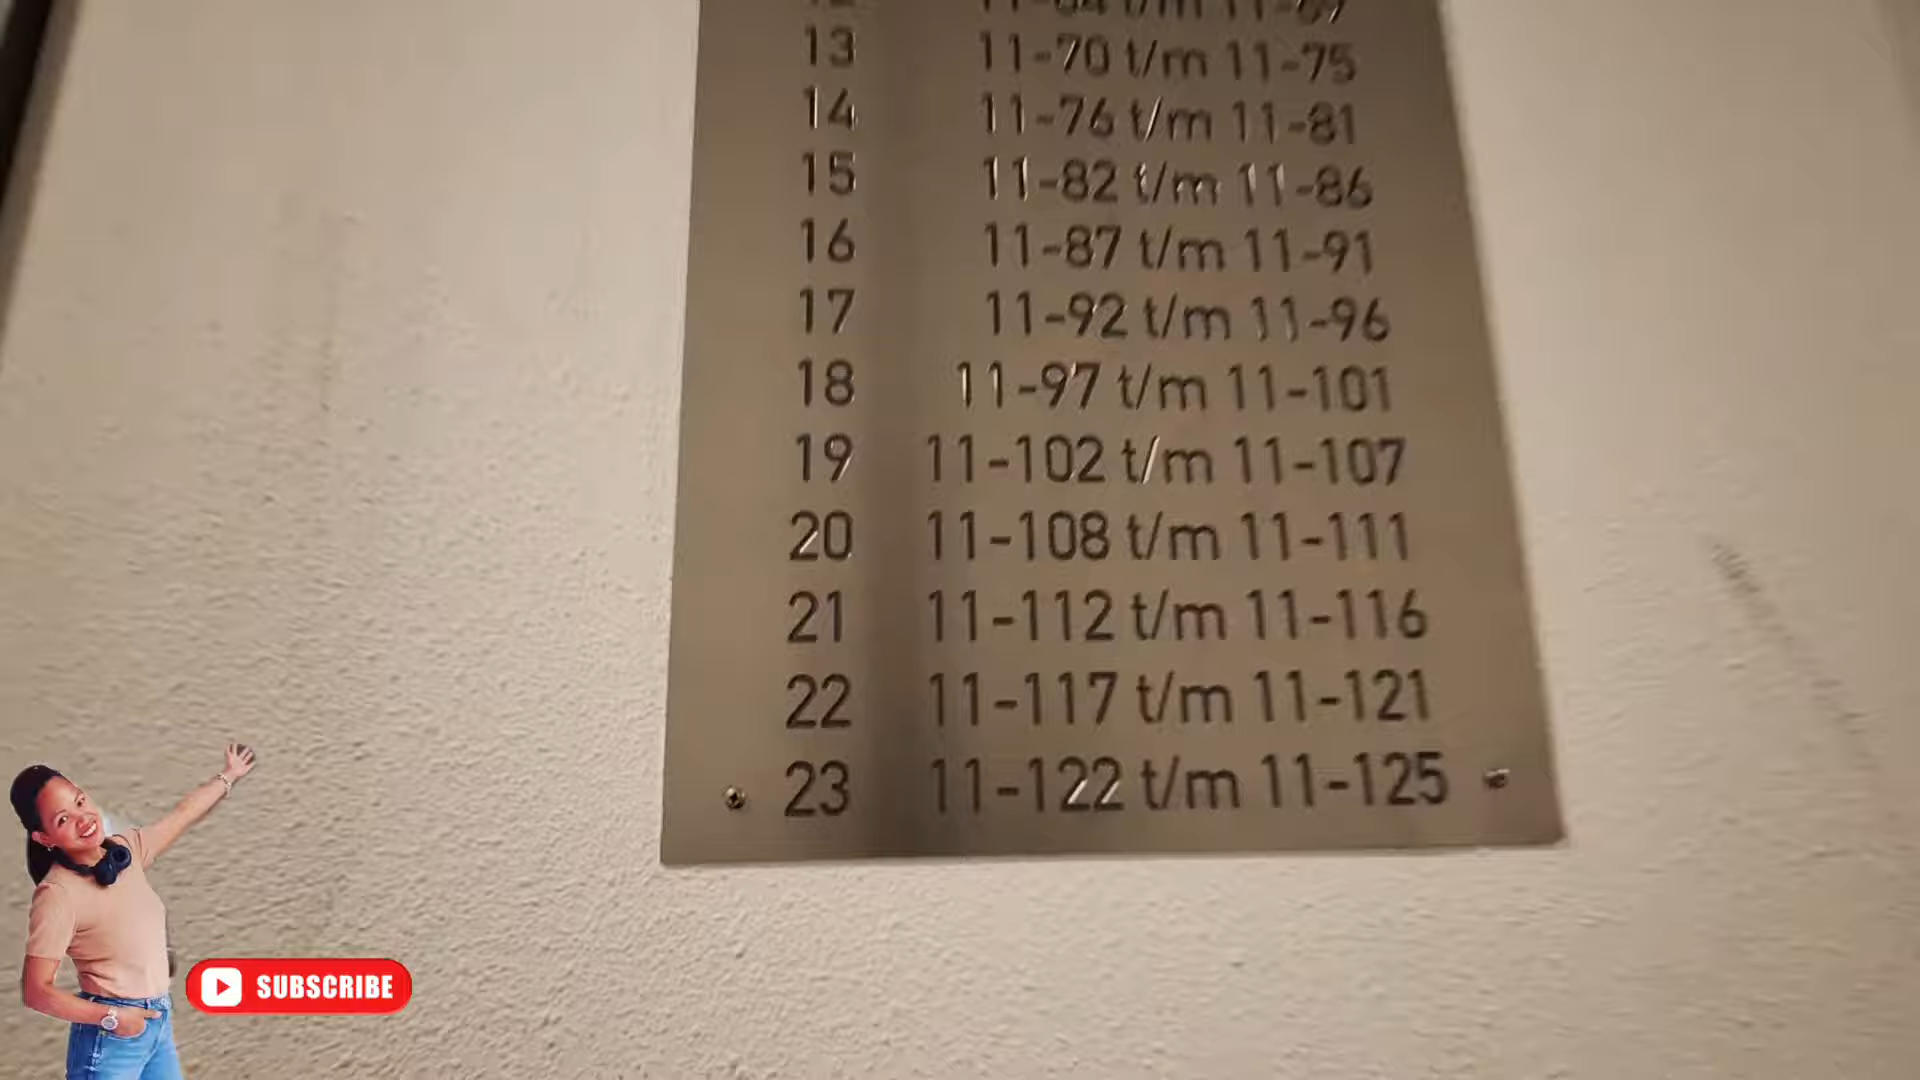 13 11-70 t/m 11-75
14 11-76 t/m 11-81
15 11-82 t/m 11-86
16 11-87 t/m 11-91
17 11-92 t/m 11-96
18 11-97 t/m 11-101
19 11-102 t/m 11-107
20 11-108 t/m 11-111
21 11-112 t/m 11-116
22 11-117 t/m 11-121
23 11-122 t/m 11-125
SUBSCRIBE